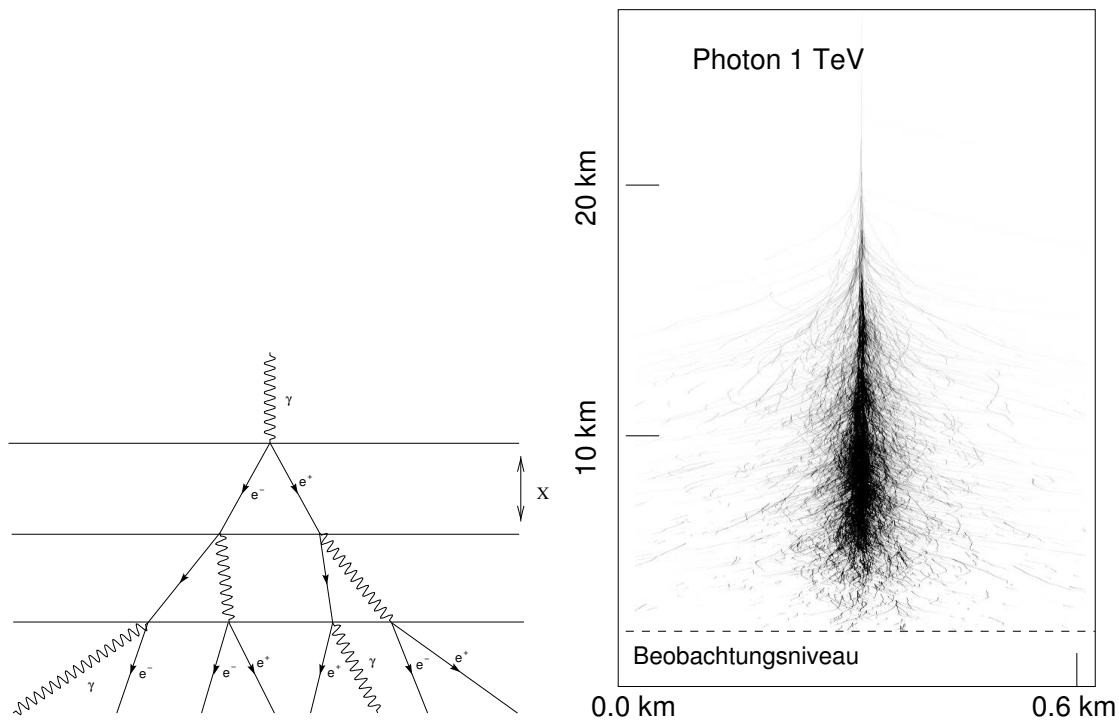 γ
e⁻
e⁺
X
γ
e⁻
e⁻
e⁺
e⁺
γ
e⁻
e⁺
Photon 1 TeV
20 km
10 km
Beobachtungsniveau
0.0 km
0.6 km